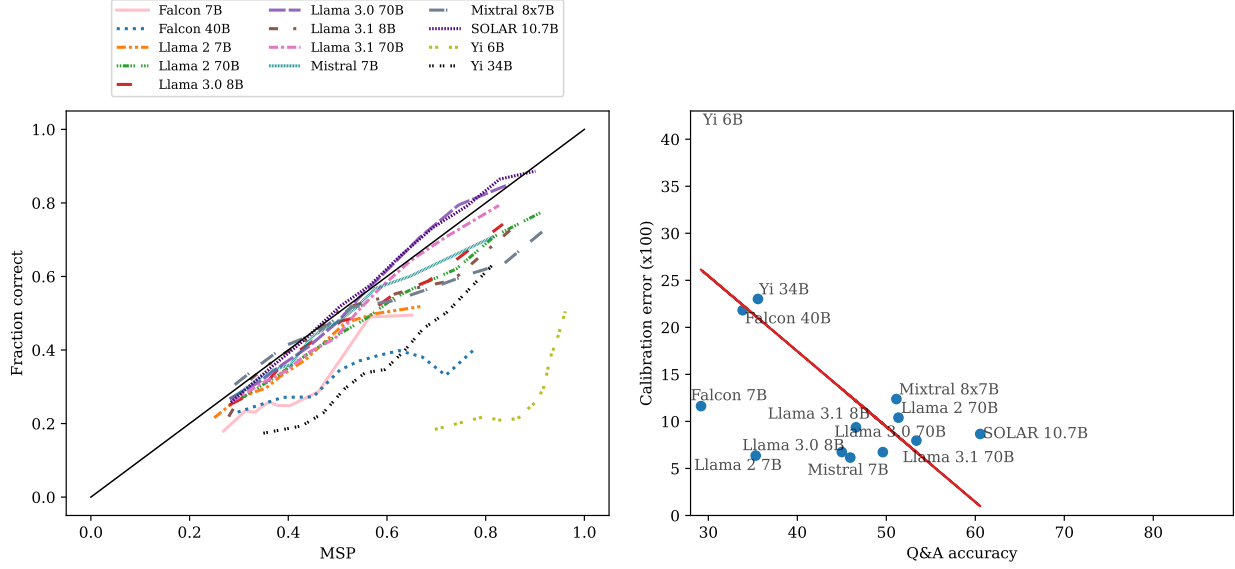 Falcon 7B
Falcon 40B
Llama 2 7B
Llama 2 70B
Llama 3.0 8B
Llama 3.0 70B
Llama 3.1 8B
Llama 3.1 70B
Mistral 7B
Mixtral 8x7B
SOLAR 10.7B
Yi 6B
Yi 34B
Fraction correct
1.0
0.8
0.6
0.4
0.2
0.0
0.0 0.2 0.4 0.6 0.8 1.0
MSP
Calibration error (x100)
40
35
30
25
20
15
10
5
0
Yi 6B
Yi 34B
Falcon 40B
Falcon 7B
Mixtral 8x7B
Llama 2 70B
Llama 3.1 8B
Llama 3.0 70B
SOLAR 10.7B
Llama 3.0 8B
Llama 3.1 70B
Llama 2 7B
Mistral 7B
30 40 50 60 70 80
Q&A accuracy